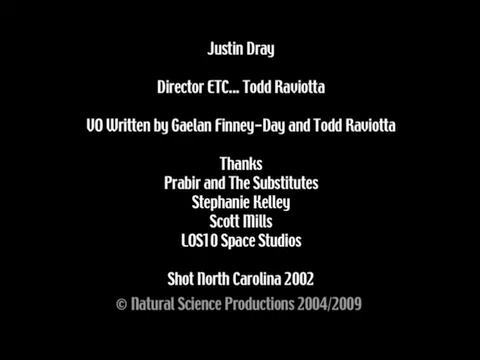 Justin Dray
Director ETC... Todd Raviotta
VO Written by Gaelan Finney-Day and Todd Raviotta
Thanks
Prabir and The Substitutes
Stephanie Kelley
Scott Mills
LOS10 Space Studios
Shot North Carolina 2002
© Natural Science Productions 2004/2009